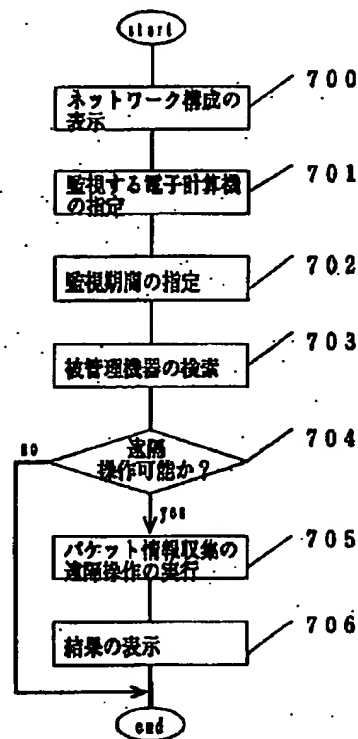 start
700
ネットワーク構成の
表示
701
監視する電子計算機
の指定
702
監視期間の指定
703
被管理機器の検索
704
遠隔
操作可能か?
no
yes
705
パケット情報収集の
遠隔操作の実行
706
結果の表示
end